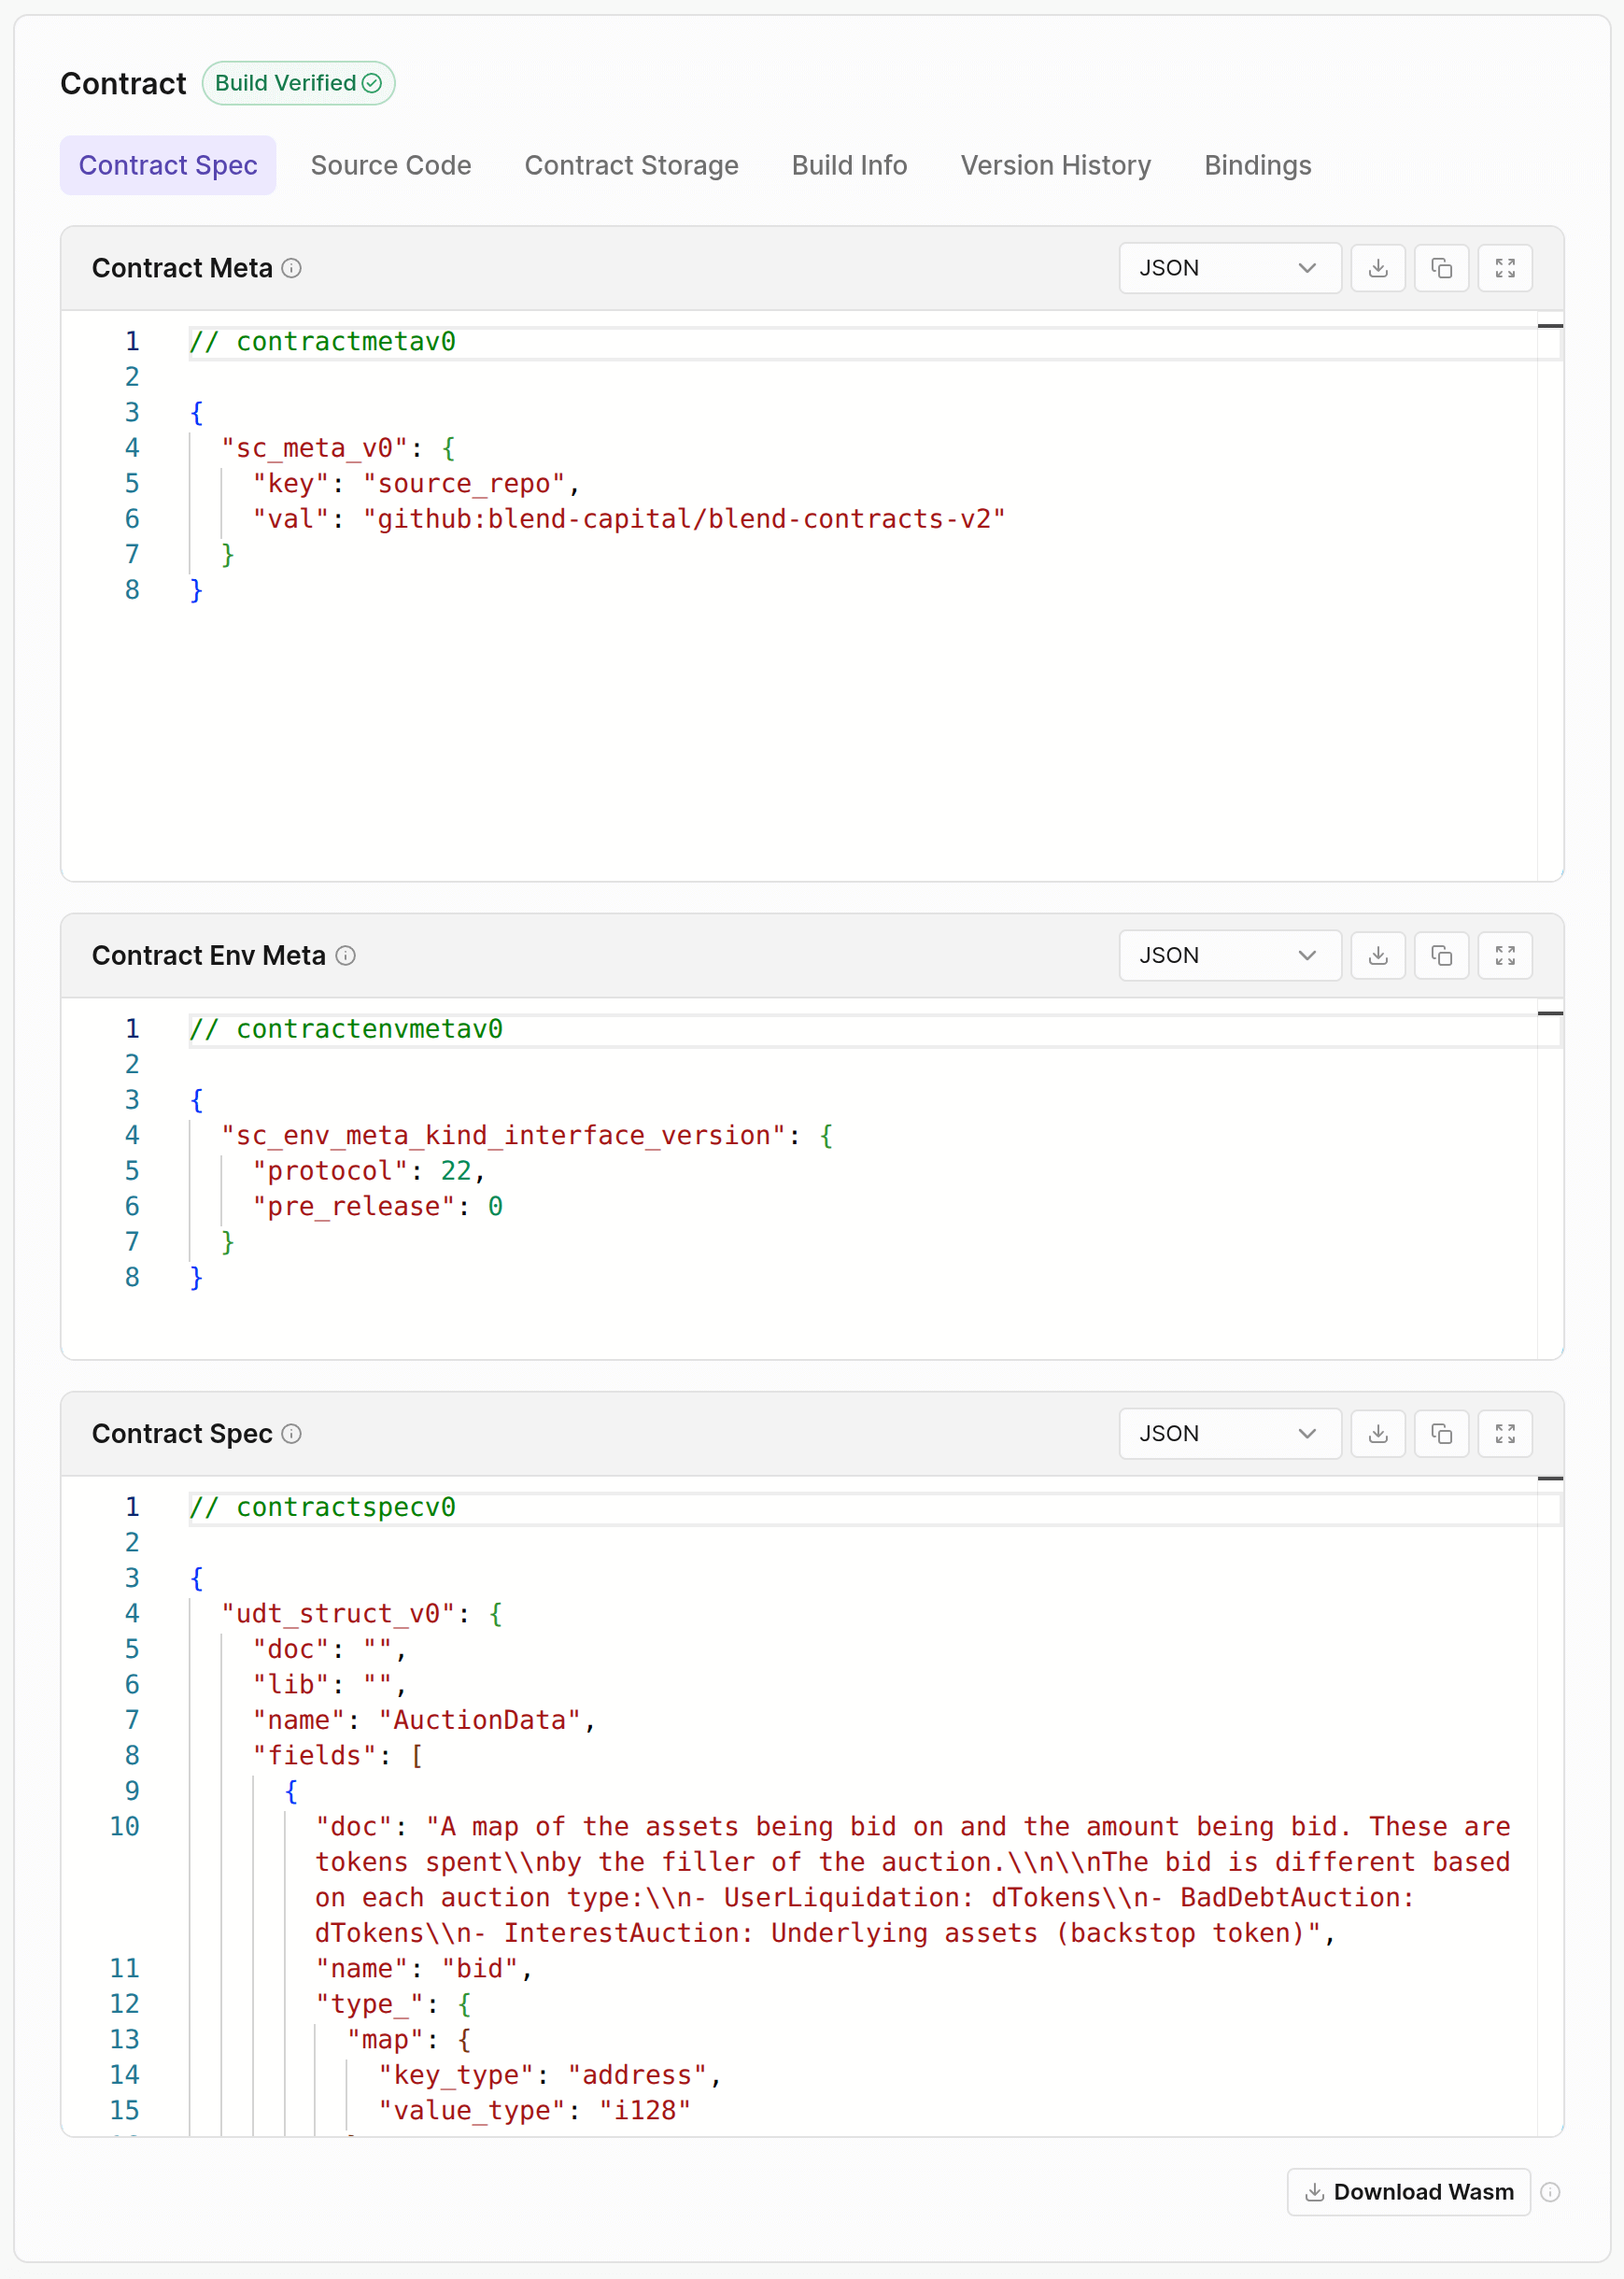 Contract Build Verified
Contract Spec Source Code Contract Storage Build Info Version History Bindings
Contract Meta JSON
1 // contractmetav0
2
3 {
4   "sc_meta_v0": {
5     "key": "source_repo",
6     "val": "github:blend-capital/blend-contracts-v2"
7   }
8 }
Contract Env Meta JSON
1 // contractenvmetav0
2
3 {
4   "sc_env_meta_kind_interface_version": {
5     "protocol": 22,
6     "pre_release": 0
7   }
8 }
Contract Spec JSON
1 // contractspecv0
2
3 {
4   "udt_struct_v0": {
5     "doc": "",
6     "lib": "",
7     "name": "AuctionData",
8     "fields": [
9       {
10         "doc": "A map of the assets being bid on and the amount being bid. These are
tokens spent\\nby the filler of the auction.\\n\\nThe bid is different based
on each auction type:\\n- UserLiquidation: dTokens\\n- BadDebtAuction:
dTokens\\n- InterestAuction: Underlying assets (backstop token)",
11         "name": "bid",
12         "type_": {
13           "map": {
14             "key_type": "address",
15             "value_type": "i128"
Download Wasm